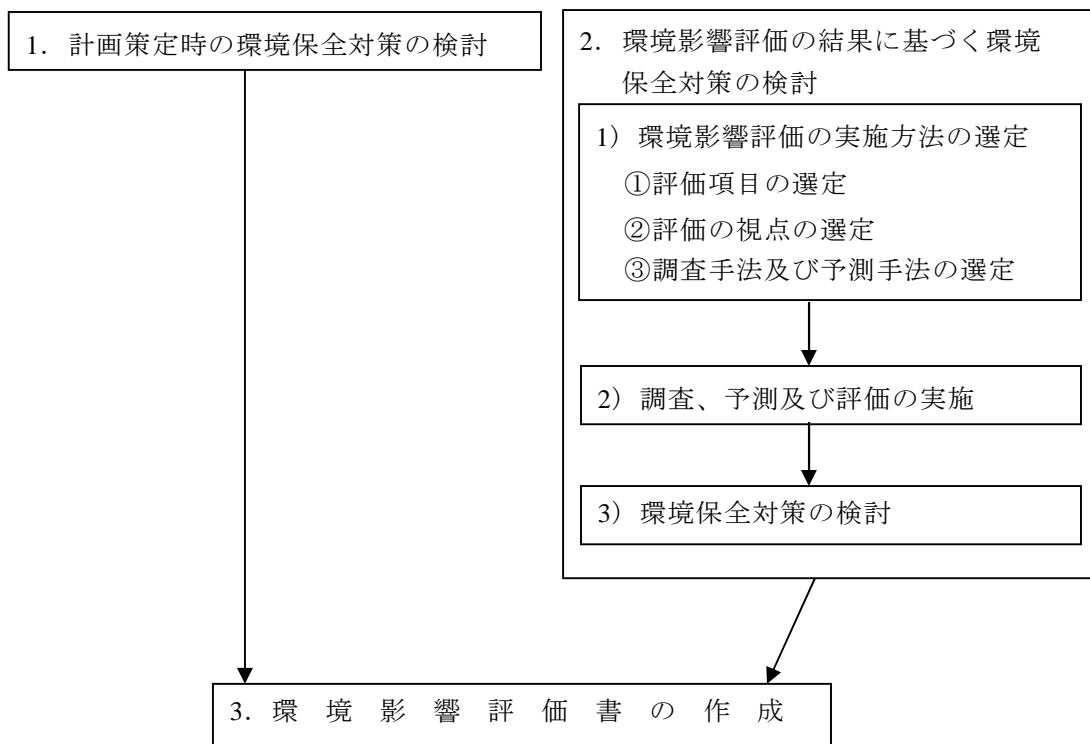 1. 計画策定時の環境保全対策の検討
2. 環境影響評価の結果に基づく環境
保全対策の検討
1）環境影響評価の実施方法の選定
①評価項目の選定
②評価の視点の選定
③調査手法及び予測手法の選定
2）調査、予測及び評価の実施
3）環境保全対策の検討
3. 環境影響評価書の作成